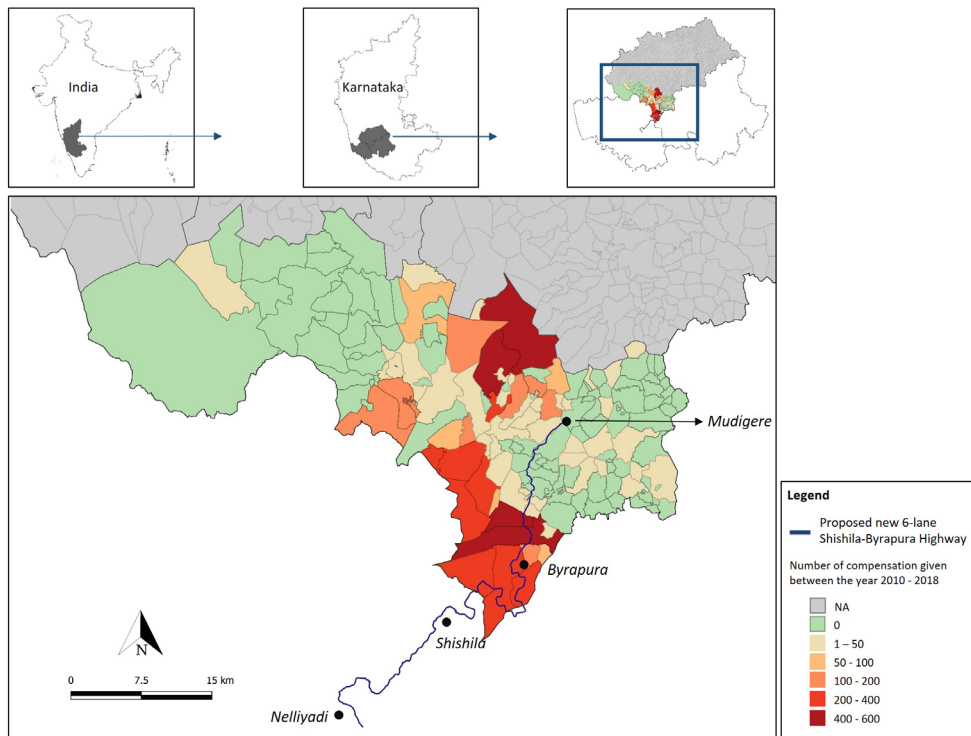 India
Karnataka
Mudigere
Byrapura
Shishila
Nelliyadi
N
0 7.5 15 km
Legend
Proposed new 6-lane
Shishila-Byrapura Highway
Number of compensation given
between the year 2010 - 2018
NA
0
1 – 50
50 - 100
100 - 200
200 - 400
400 - 600